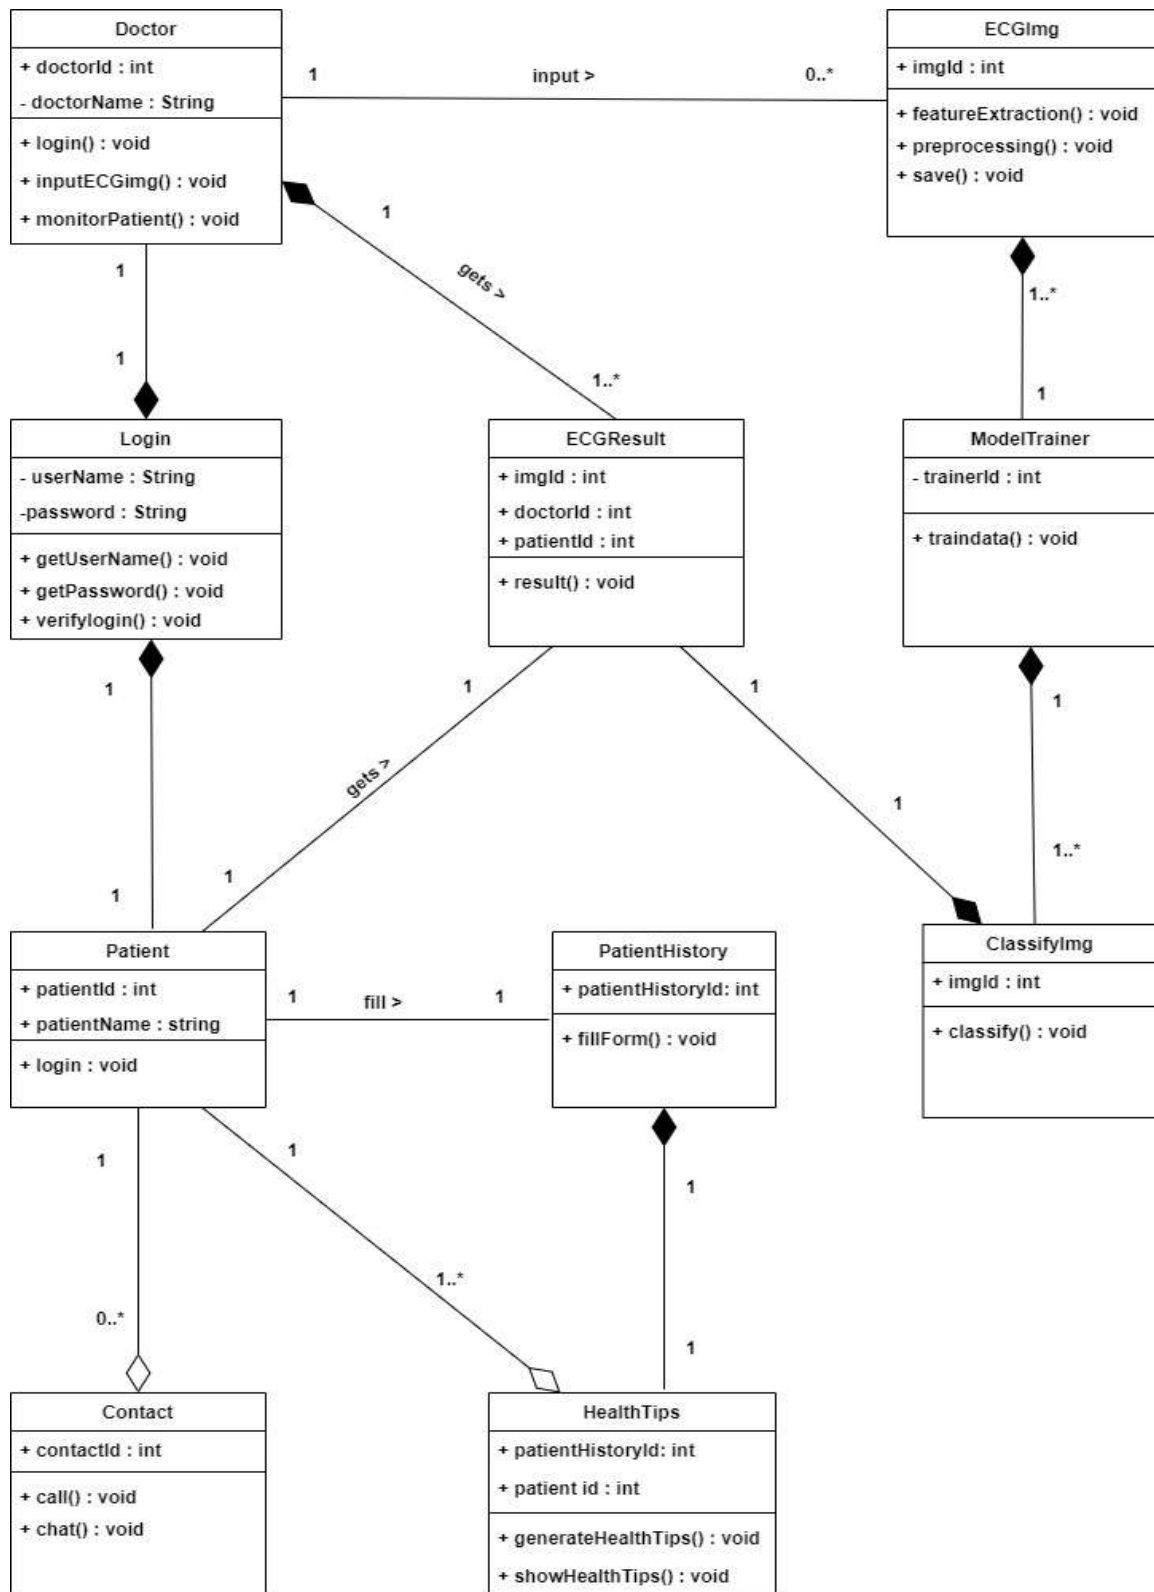 Doctor
+ doctorId : int
- doctorName : String
+ login() : void
+ inputECGimg() : void
+ monitorPatient() : void
1
input >
0..*
ECGImg
+ imgId : int
+ featureExtraction() : void
+ preprocessing() : void
+ save() : void
1
gets >
1..*
1
1
1..*
1
Login
- userName : String
-password : String
+ getUserName() : void
+ getPassword() : void
+ verifylogin() : void
ECGResult
+ imgId : int
+ doctorId : int
+ patientId : int
+ result() : void
ModelTrainer
- trainerId : int
+ traindata() : void
1
1
1
gets >
1
1
1
1
1..*
Patient
+ patientId : int
+ patientName : string
+ login : void
1
fill >
1
PatientHistory
+ patientHistoryId: int
+ fillForm() : void
ClassifyImg
+ imgId : int
+ classify() : void
1
0..*
1
1..*
1
1
Contact
+ contactId : int
+ call() : void
+ chat() : void
HealthTips
+ patientHistoryId: int
+ patient id : int
+ generateHealthTips() : void
+ showHealthTips() : void